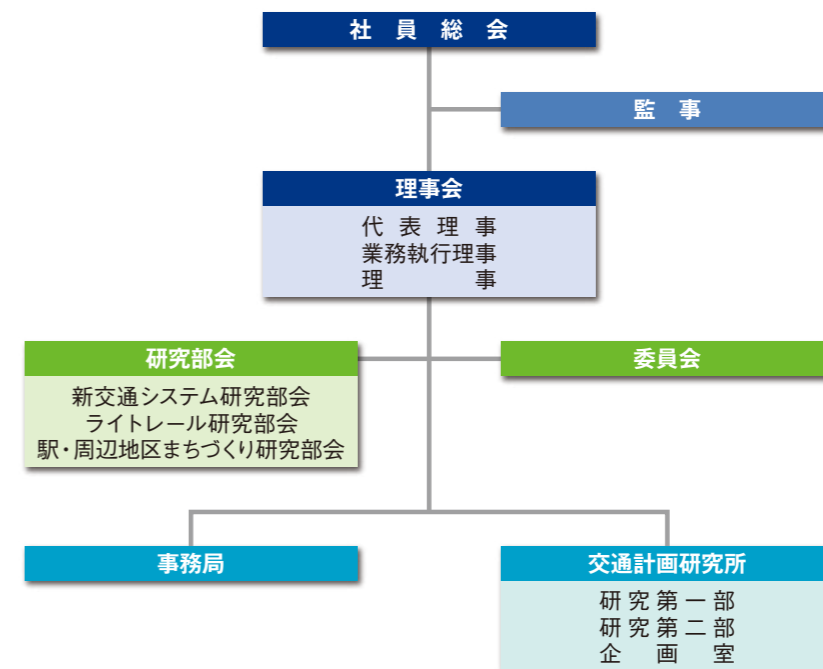 社員総会
監事
理事会
代表理事
業務執行理事
理事
研究部会
新交通システム研究部会
ライトレール研究部会
駅・周辺地区まちづくり研究部会
委員会
事務局
交通計画研究所
研究第一部
研究第二部
企画室